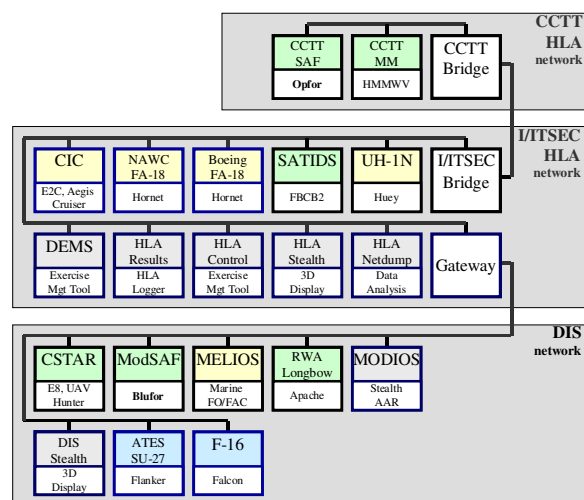 CCTT
HLA
network
CCTT
SAF
Opfor
CCTT
MM
HMMWV
CCTT
Bridge
I/ITSEC
HLA
network
CIC
E2C, Aegis
Cruiser
NAWC
FA-18
Hornet
Boeing
FA-18
Hornet
SATIDS
FBCB2
UH-1N
Huey
I/ITSEC
Bridge
DEMS
Exercise
Mgt Tool
HLA
Results
HLA
Logger
HLA
Control
Exercise
Mgt Tool
HLA
Stealth
3D
Display
HLA
Netdump
Data
Analysis
Gateway
DIS
network
CSTAR
E8, UAV
Hunter
ModSAF
Blufor
MELIOS
Marine
FO/FAC
RWA
Longbow
Apache
MODIOS
Stealth
AAR
DIS
Stealth
3D
Display
ATES
SU-27
Flanker
F-16
Falcon